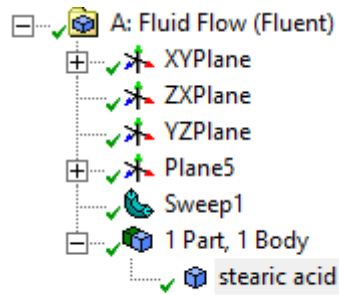 A: Fluid Flow (Fluent)
XYPlane
ZXPlane
YZPlane
Plane5
Sweep1
1 Part, 1 Body
stearic acid